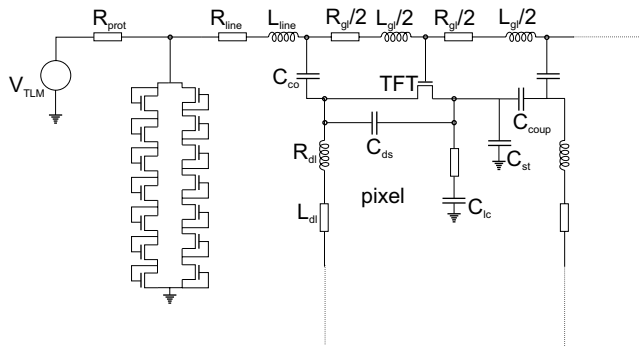 R_prot
R_line
L_line
R_gl/2
L_gl/2
R_gl/2
L_gl/2
V_TLM
C_co
TFT
C_coup
C_ds
C_st
R_dl
pixel
C_lc
L_dl